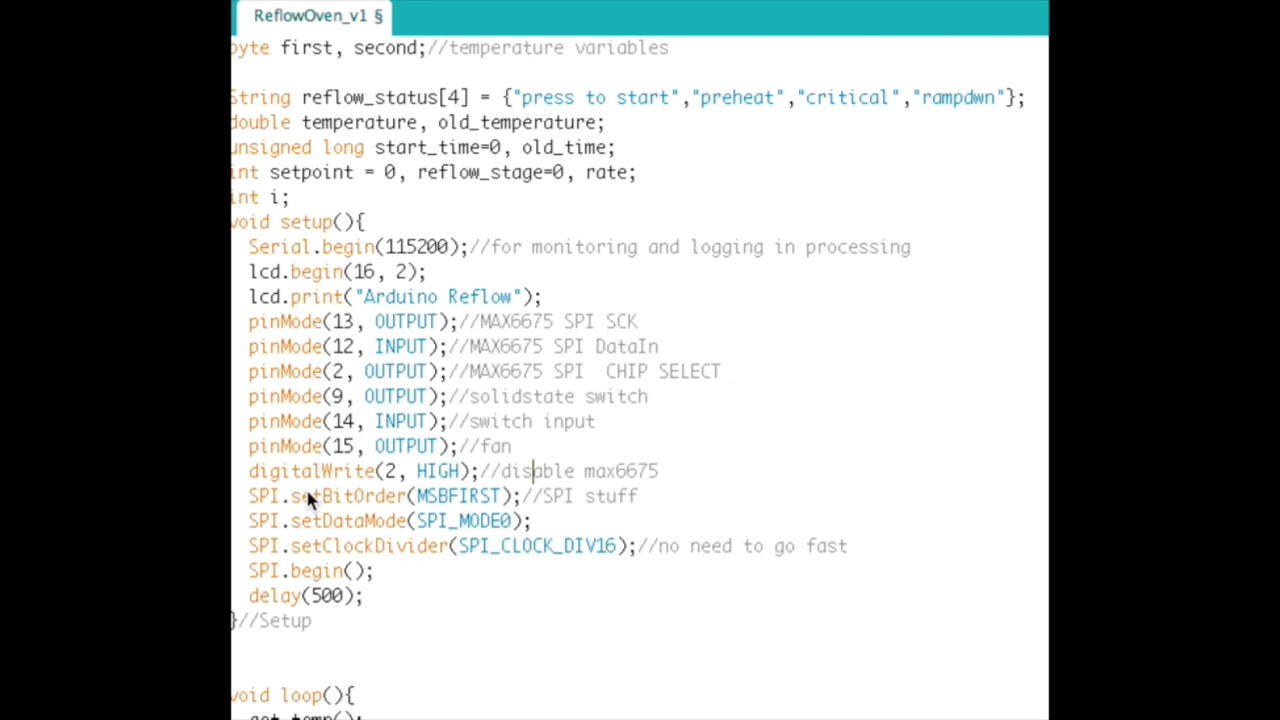 ReflowOven_v1 §
byte first, second;//temperature variables
String reflow_status[4] = {"press to start","preheat","critical","rampdwn"};
double temperature, old_temperature;
unsigned long start_time=0, old_time;
int setpoint = 0, reflow_stage=0, rate;
int i;
void setup(){
Serial.begin(115200);//for monitoring and logging in processing
lcd.begin(16, 2);
lcd.print("Arduino Reflow");
pinMode(13, OUTPUT);//MAX6675 SPI SCK
pinMode(12, INPUT);//MAX6675 SPI DataIn
pinMode(2, OUTPUT);//MAX6675 SPI  CHIP SELECT
pinMode(9, OUTPUT);//solidstate switch
pinMode(14, INPUT);//switch input
pinMode(15, OUTPUT);//fan
digitalWrite(2, HIGH);//disable max6675
SPI.setBitOrder(MSBFIRST);//SPI stuff
SPI.setDataMode(SPI_MODE0);
SPI.setClockDivider(SPI_CLOCK_DIV16);//no need to go fast
SPI.begin();
delay(500);
}//Setup
void loop(){
get_temp();